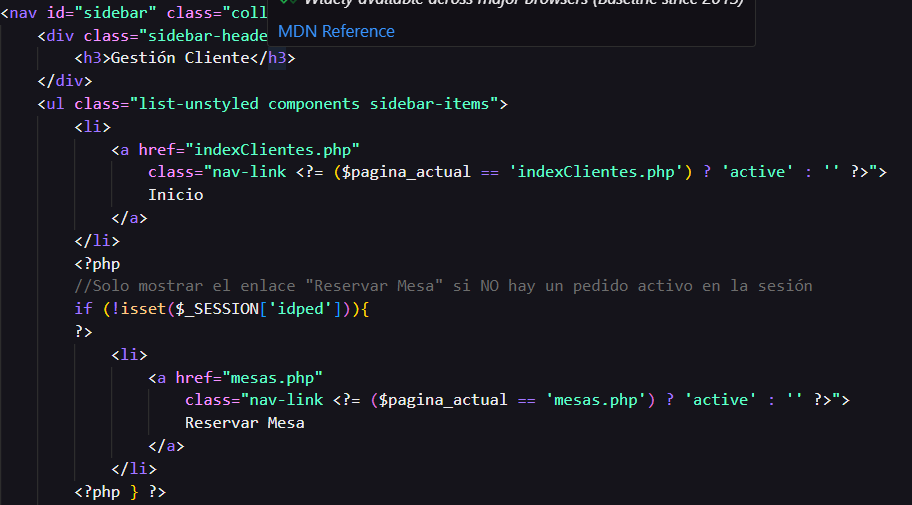 Widely available across major browsers (Baseline since 2015)
<nav id="sidebar" class="coll
MDN Reference
<div class="sidebar-heade
<h3>Gestión Cliente</h3>
</div>
<ul class="list-unstyled components sidebar-items">
<li>
<a href="indexClientes.php"
class="nav-link <?= ($pagina_actual == 'indexClientes.php') ? 'active' : '' ?>">
Inicio
</a>
</li>
<?php
//Solo mostrar el enlace "Reservar Mesa" si NO hay un pedido activo en la sesión
if (!isset($_SESSION['idped'])){
?>
<li>
<a href="mesas.php"
class="nav-link <?= ($pagina_actual == 'mesas.php') ? 'active' : '' ?>">
Reservar Mesa
</a>
</li>
<?php } ?>